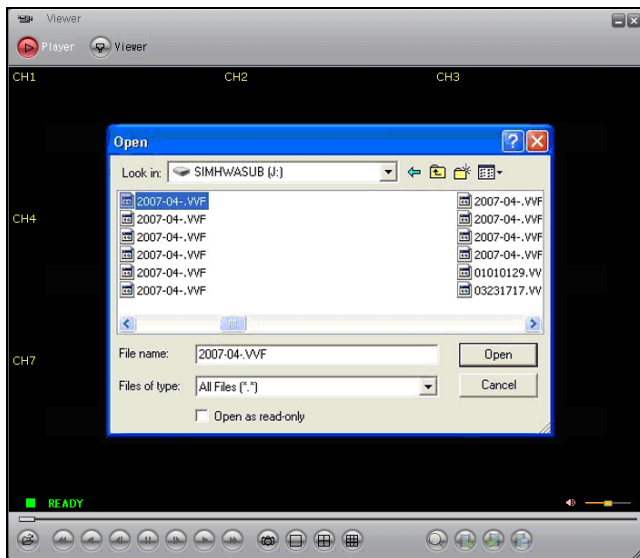 Viewer
Player Viewer
CH1 CH2 CH3
Open
Look in: SIMHWASUB (J:)
2007-04-.VVF 2007-04-.VVF
2007-04-.VVF 2007-04-.VVF
2007-04-.VVF 2007-04-.VVF
2007-04-.VVF 2007-04-.VVF
2007-04-.VVF 01010129.VV
2007-04-.VVF 03231717.VV
CH4
File name: 2007-04-.VVF Open
CH7
Files of type: All Files (*.*) Cancel
Open as read-only
READY